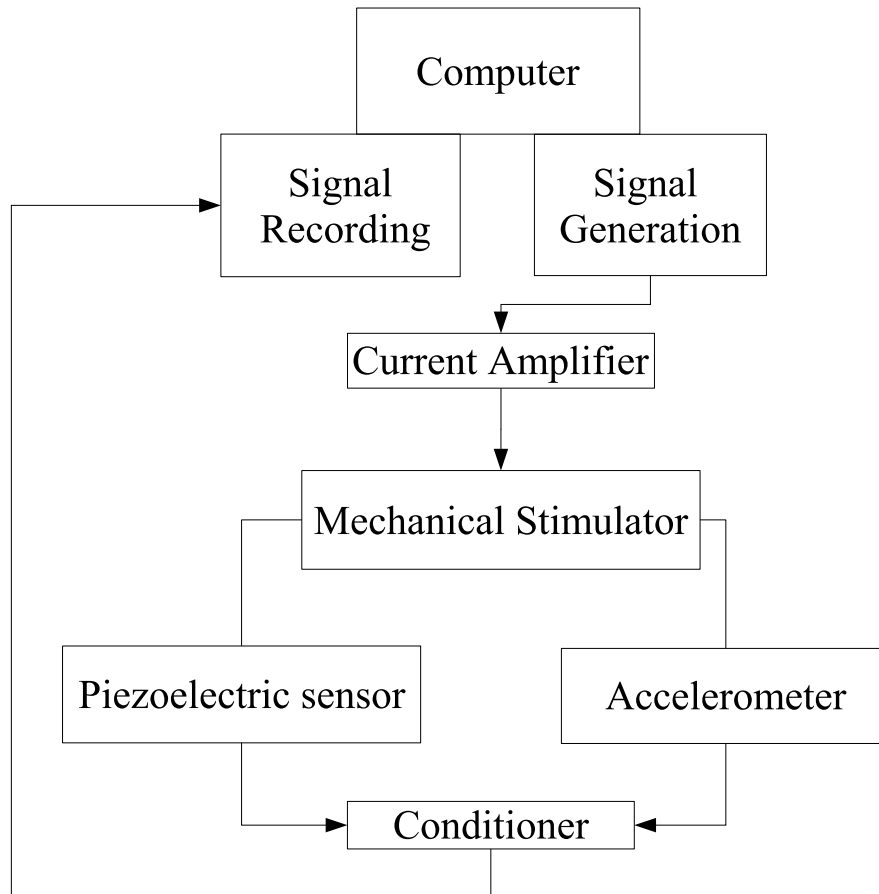 Computer
Signal
Recording
Signal
Generation
Current Amplifier
Mechanical Stimulator
Piezoelectric sensor
Accelerometer
Conditioner